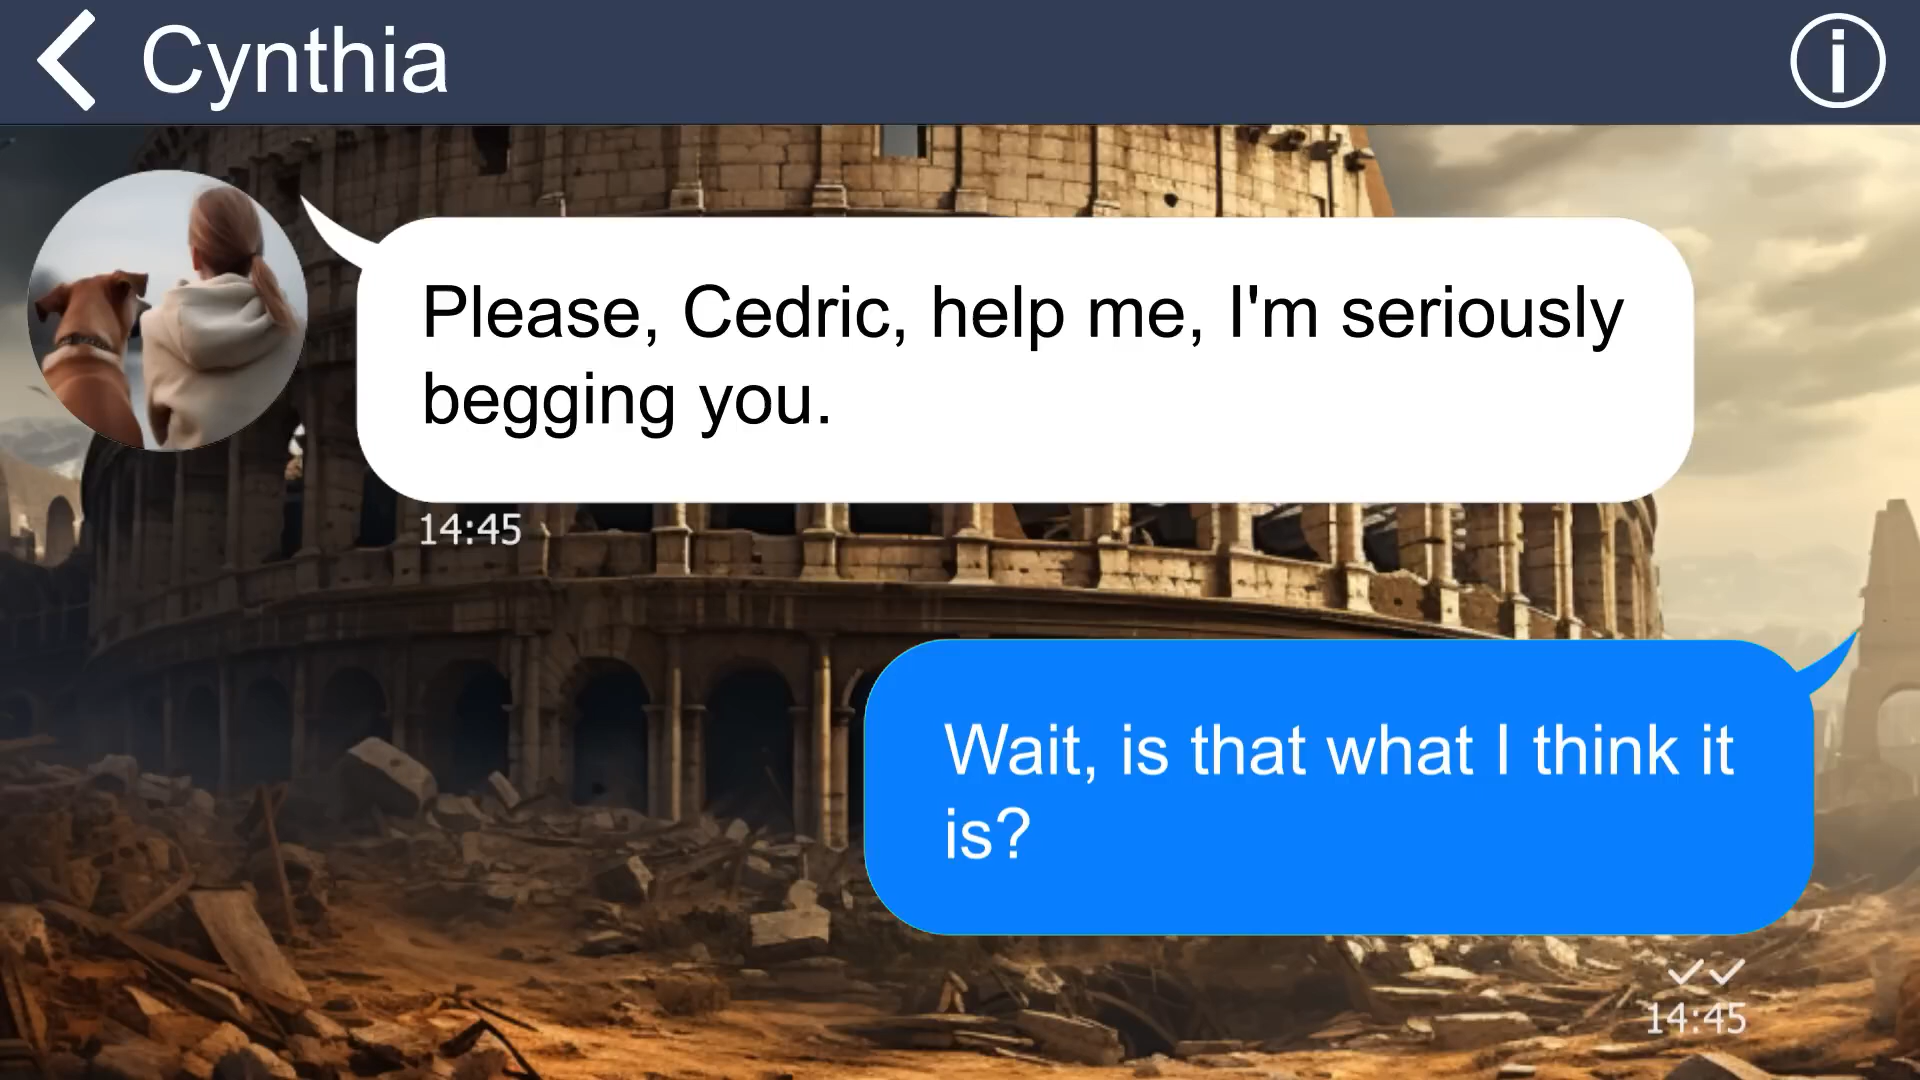 Cynthia
Please, Cedric, help me, I'm seriously
begging you.
14:45
Wait, is that what I think it
is?
14:45